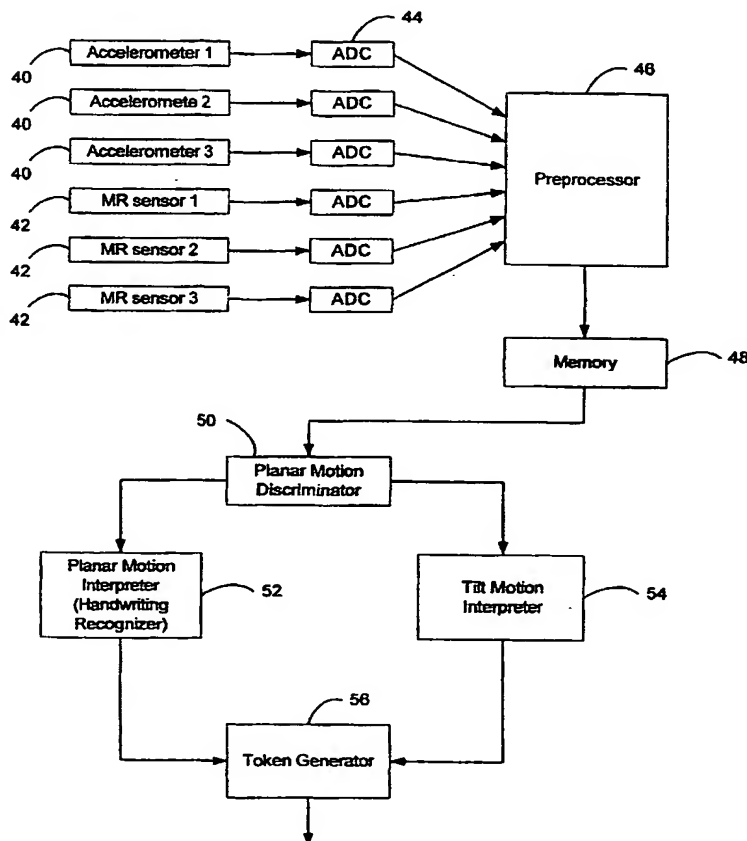 44
Accelerometer 1
ADC
40
46
Acceleromete 2
ADC
40
Accelerometer 3
ADC
40
Preprocessor
MR sensor 1
ADC
42
MR sensor 2
ADC
42
MR sensor 3
ADC
42
Memory
48
50
Planar Motion
Discriminator
Planar Motion
Interpreter
(Handwriting
Recognizer)
52
Tilt Motion
Interpreter
54
56
Token Generator